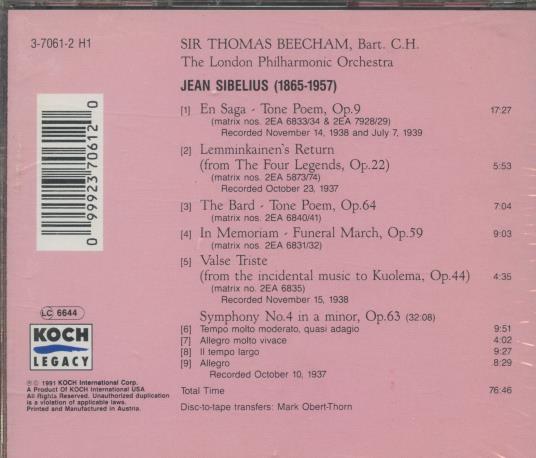 3-7061-2 H1
SIR THOMAS BEECHAM, Bart. C.H.
The London Philharmonic Orchestra
JEAN SIBELIUS (1865-1957)
[1] En Saga - Tone Poem, Op.9 17:27
(matrix nos. 2EA 6833/34 & 2EA 7928/29)
Recorded November 14, 1938 and July 7, 1939
[2] Lemminkainen's Return
(from The Four Legends, Op.22) 5:53
(matrix nos. 2EA 5873/74)
Recorded October 23, 1937
[3] The Bard - Tone Poem, Op.64 7:04
(matrix nos. 2EA 6840/41)
[4] In Memoriam - Funeral March, Op.59 9:03
(matrix nos. 2EA 6831/32)
[5] Valse Triste
(from the incidental music to Kuolema, Op.44) 4:35
(matrix no. 2EA 6835)
Recorded November 15, 1938
Symphony No.4 in a minor, Op.63 (32:08)
[6] Tempo molto moderato, quasi adagio 9:51
[7] Allegro molto vivace 4:02
[8] Il tempo largo 9:27
[9] Allegro 8:29
Recorded October 10, 1937
Total Time 76:46
Disc-to-tape transfers: Mark Obert-Thorn
0 99923 70612 0
LC 6644
KOCH
LEGACY
℗ © 1991 KOCH International Corp.
A Product Of KOCH International USA
All Rights Reserved. Unauthorized duplication
is a violation of applicable laws.
Printed and Manufactured in Austria.